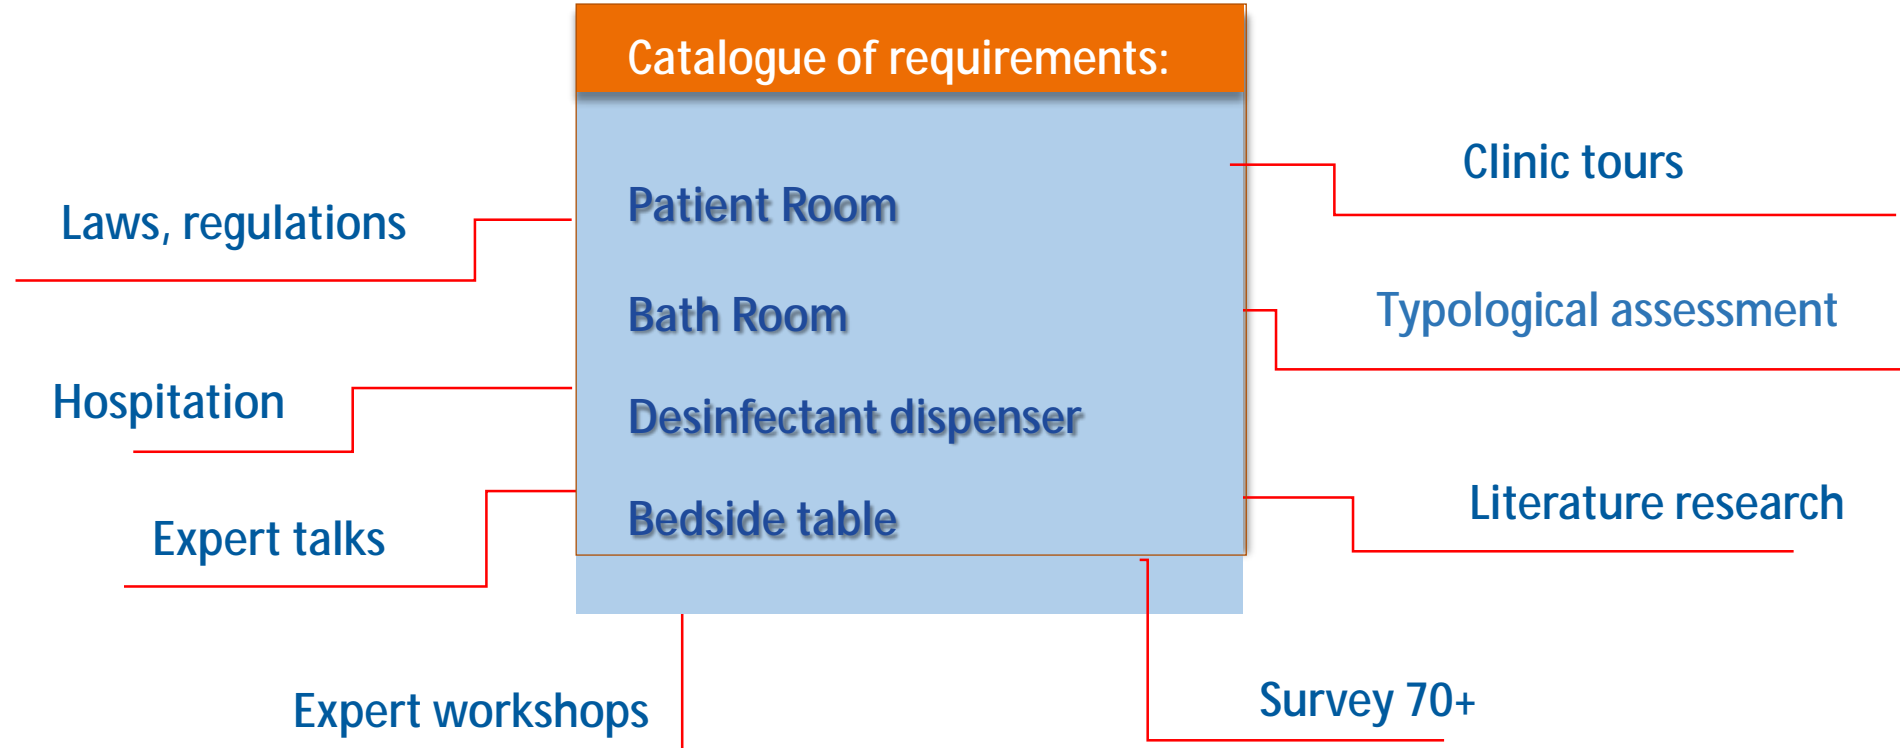 Catalogue of requirements:
Patient Room
Bath Room
Desinfectant dispenser
Bedside table
Laws, regulations
Hospitation
Expert talks
Expert workshops
Clinic tours
Typological assessment
Literature research
Survey 70+